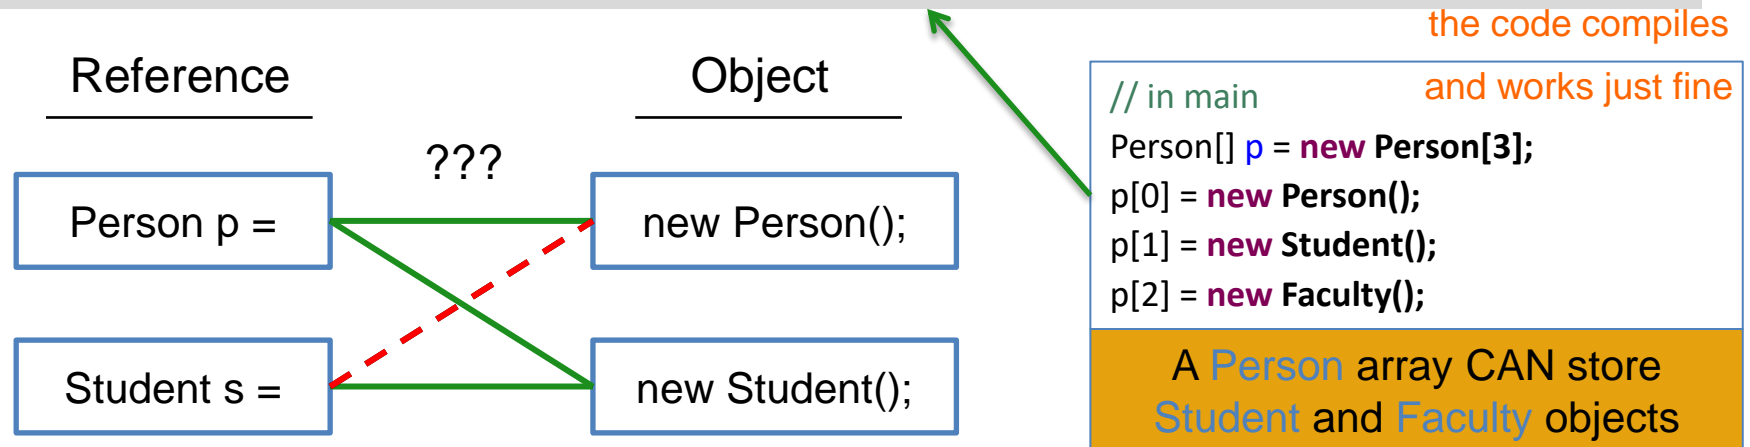 the code compiles
and works just fine
Reference
Object
???
Person p =
new Person();
Student s =
new Student();
// in main
Person[] p = new Person[3];
p[0] = new Person();
p[1] = new Student();
p[2] = new Faculty();
A Person array CAN store
Student and Faculty objects